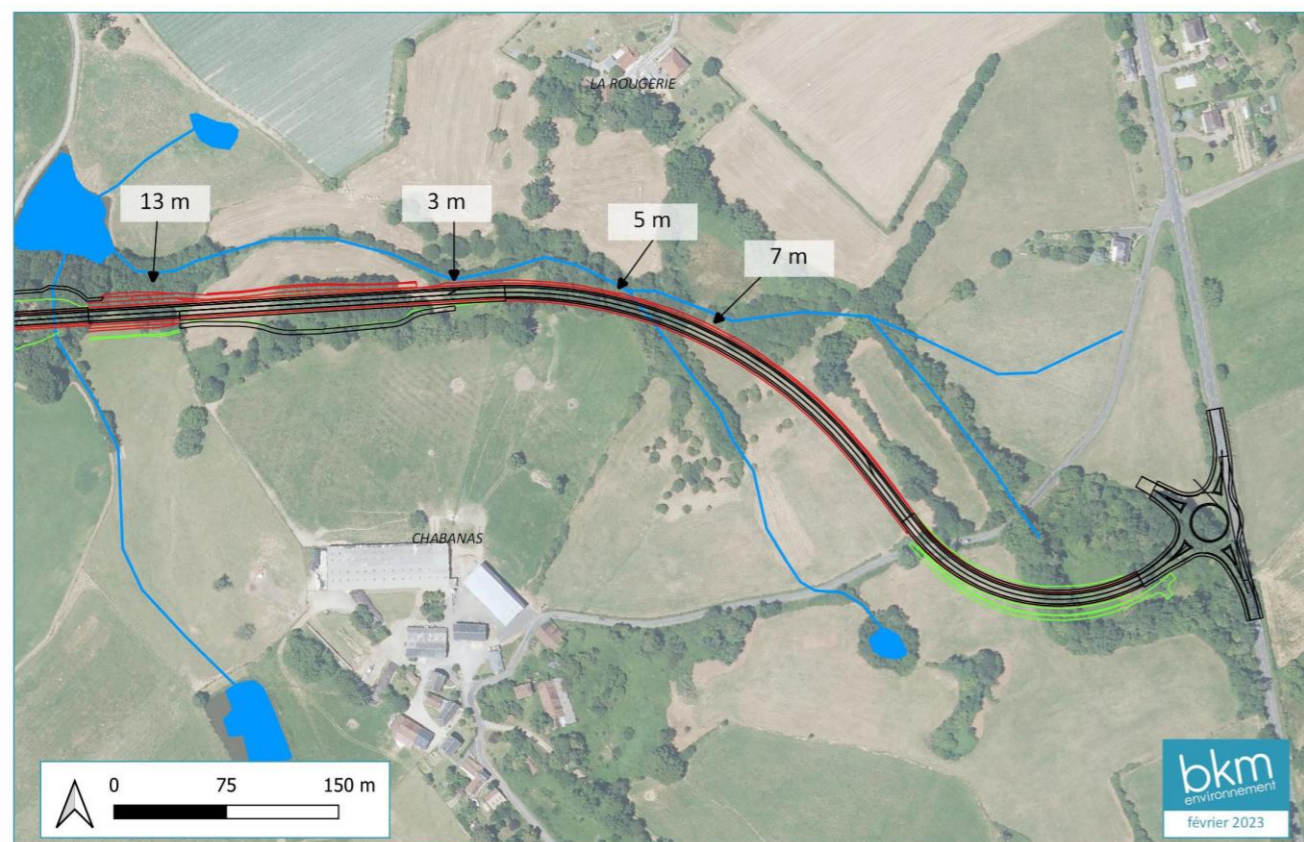 LA ROUGERIE
13 m
3 m
5 m
7 m
CHABANAS
0 75 150 m
bkm
environnement
février 2023